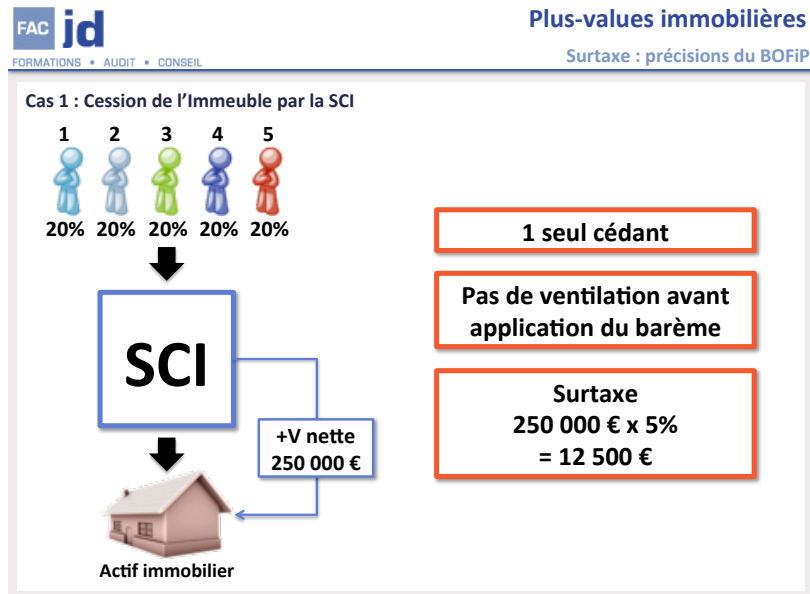 FAC jd
FORMATIONS • AUDIT • CONSEIL
Plus-values immobilières
Surtaxe : précisions du BOFiP
Cas 1 : Cession de l'Immeuble par la SCI
1 2 3 4 5
20% 20% 20% 20% 20%
SCI
+V nette
250 000 €
Actif immobilier
1 seul cédant
Pas de ventilation avant
application du barème
Surtaxe
250 000 € x 5%
= 12 500 €